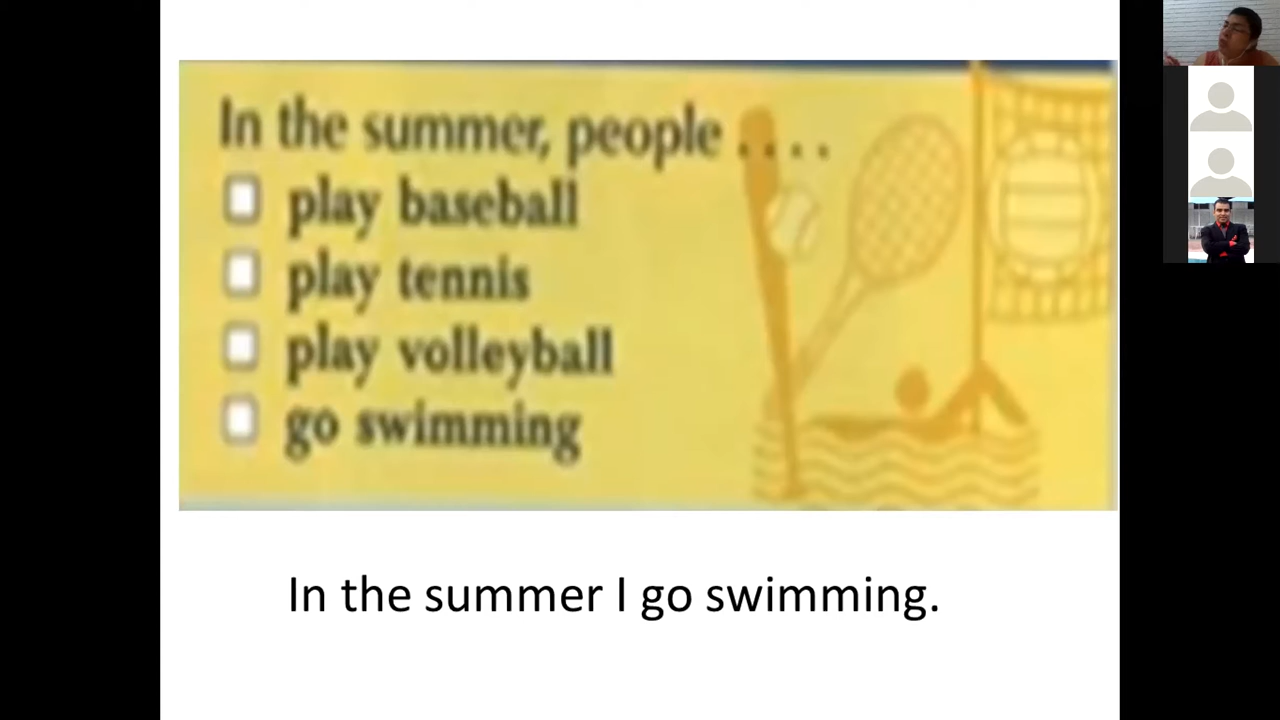 In the summer, people . . . .
play baseball
play tennis
play volleyball
go swimming
In the summer I go swimming.